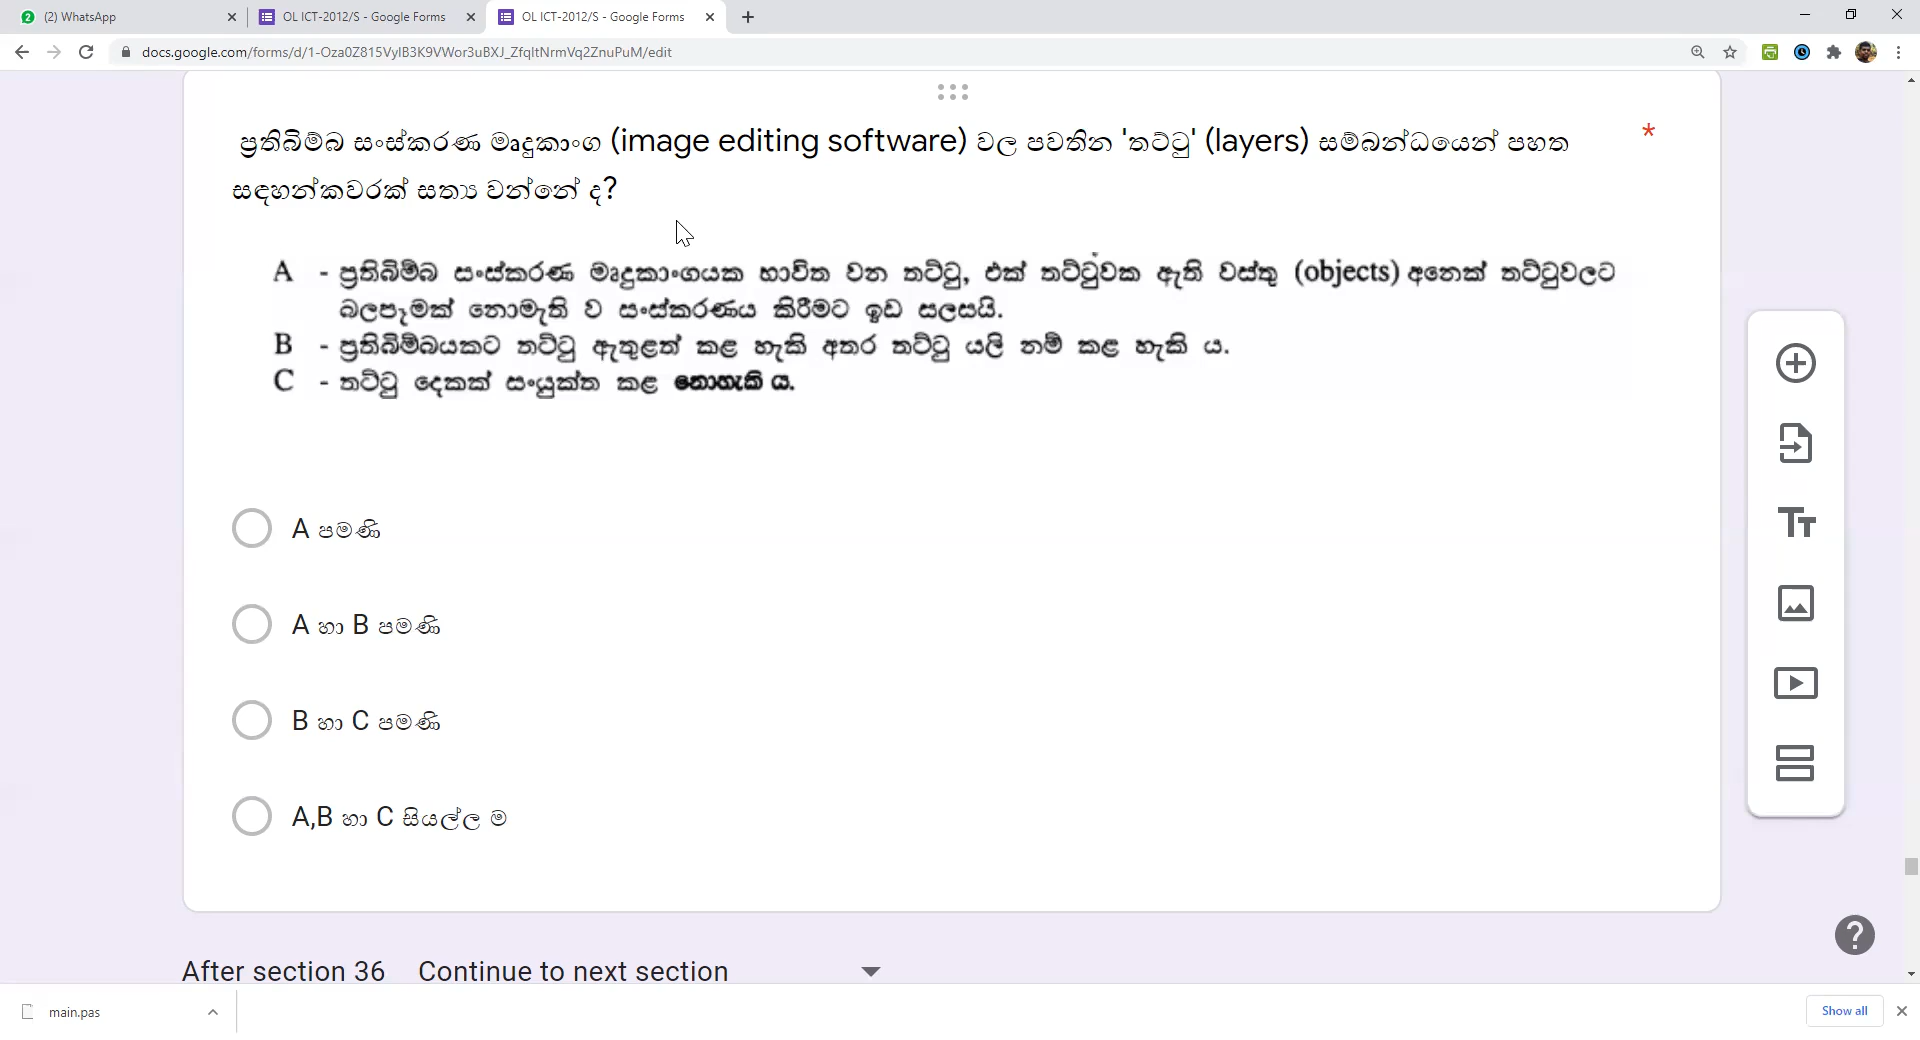 (2) WhatsApp
OL ICT-2012/S - Google Forms
OL ICT-2012/S - Google Forms
docs.google.com/forms/d/1-Oza0Z815VyIB3K9VWor3uBXJ_ZfqItNrmVq2ZnuPuM/edit
ප්‍රතිබිම්බ සංස්කරණ මෘදුකාංග (image editing software) වල පවතින 'තට්ටු' (layers) සම්බන්ධයෙන් පහත *
සඳහන්කවරක් සත්‍ය වන්නේ ද?
A - ප්‍රතිබිම්බ සංස්කරණ මෘදුකාංගයක භාවිත වන තට්ටු, එක් තට්ටුවක ඇති වස්තු (objects) අනෙක් තට්ටුවලට
බලපෑමක් නොමැති ව සංස්කරණය කිරීමට ඉඩ සලසයි.
B - ප්‍රතිබිම්බයකට තට්ටු ඇතුළත් කළ හැකි අතර තට්ටු යලි නම් කළ හැකි ය.
C - තට්ටු දෙකක් සංයුක්ත කළ නොහැකි ය.
A පමණි
A හා B පමණි
B හා C පමණි
A,B හා C සියල්ල ම
After section 36 Continue to next section
main.pas
Show all